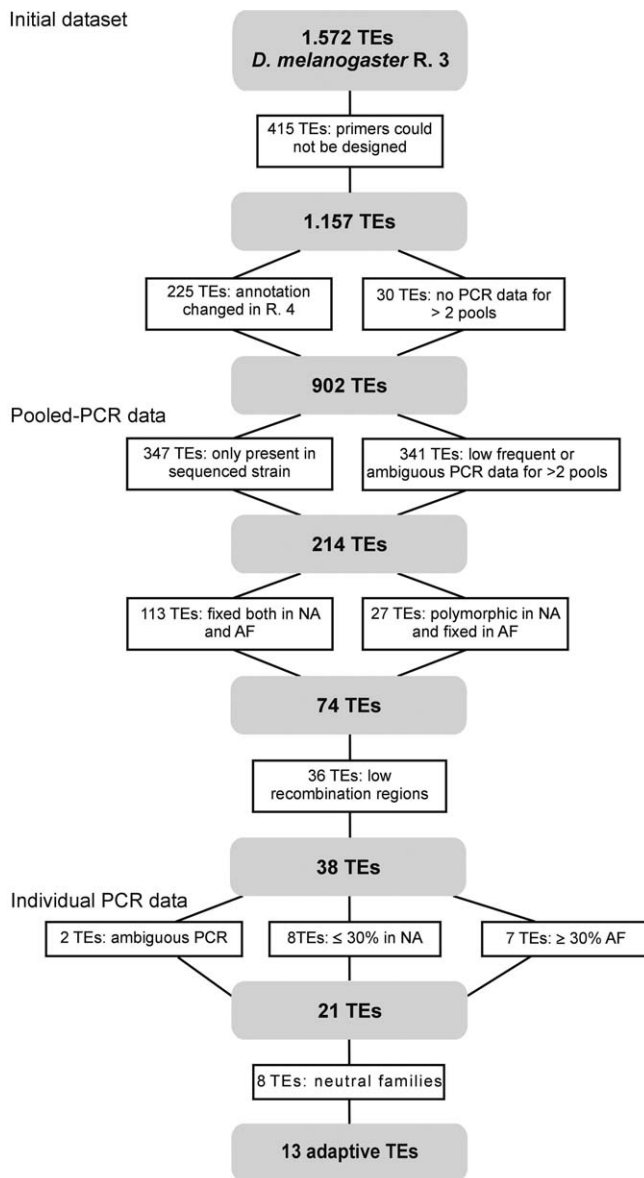 Initial dataset
1.572 TEs
D. melanogaster R. 3
415 TEs: primers could
not be designed
1.157 TEs
225 TEs: annotation
changed in R. 4
30 TEs: no PCR data for
> 2 pools
902 TEs
Pooled-PCR data
347 TEs: only present in
sequenced strain
341 TEs: low frequent or
ambiguous PCR data for >2 pools
214 TEs
113 TEs: fixed both in NA
and AF
27 TEs: polymorphic in NA
and fixed in AF
74 TEs
36 TEs: low
recombination regions
38 TEs
Individual PCR data
2 TEs: ambiguous PCR
8TEs: ≤ 30% in NA
7 TEs: ≥ 30% AF
21 TEs
8 TEs: neutral families
13 adaptive TEs